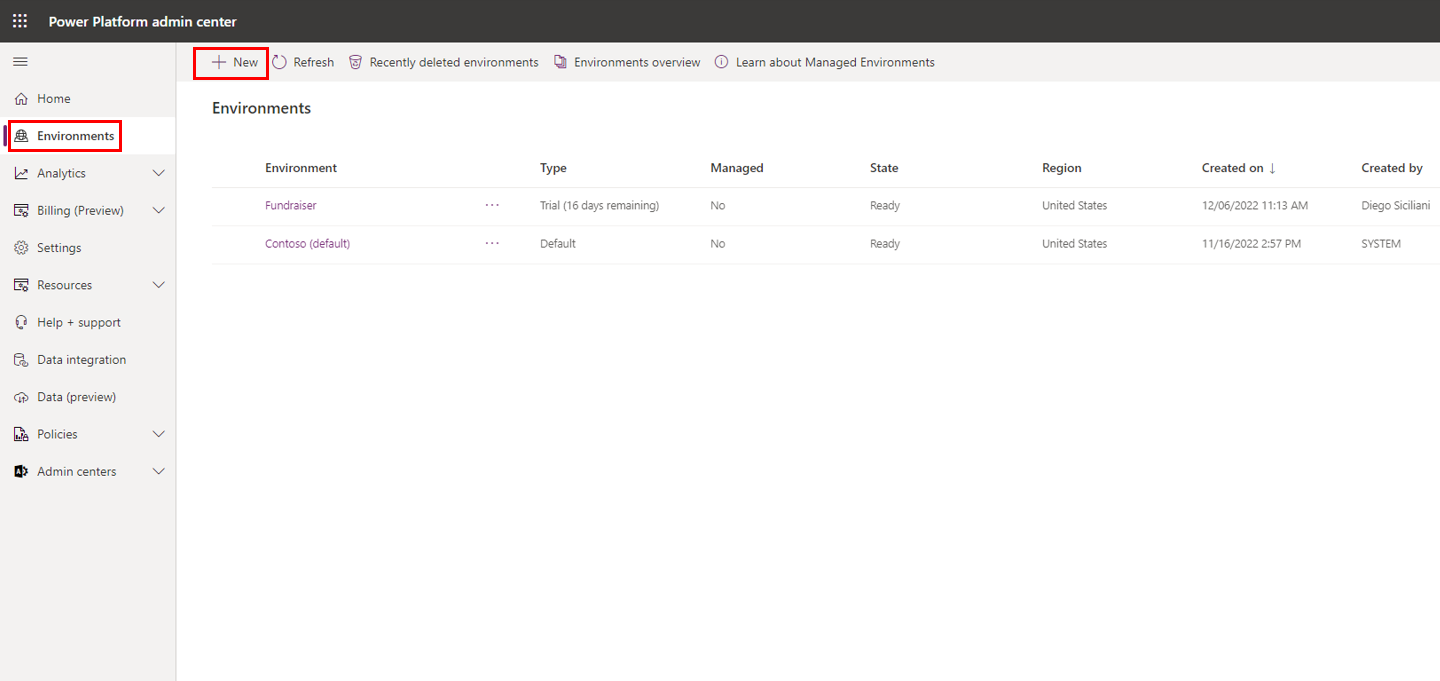 Power Platform admin center
New Refresh Recently deleted environments Environments overview Learn about Managed Environments
Home
Environments
Analytics
Billing (Preview)
Settings
Resources
Help + support
Data integration
Data (preview)
Policies
Admin centers
Environments
Environment Type Managed State Region Created on ↓ Created by
Fundraiser ... Trial (16 days remaining) No Ready United States 12/06/2022 11:13 AM Diego Siciliani
Contoso (default) ... Default No Ready United States 11/16/2022 2:57 PM SYSTEM